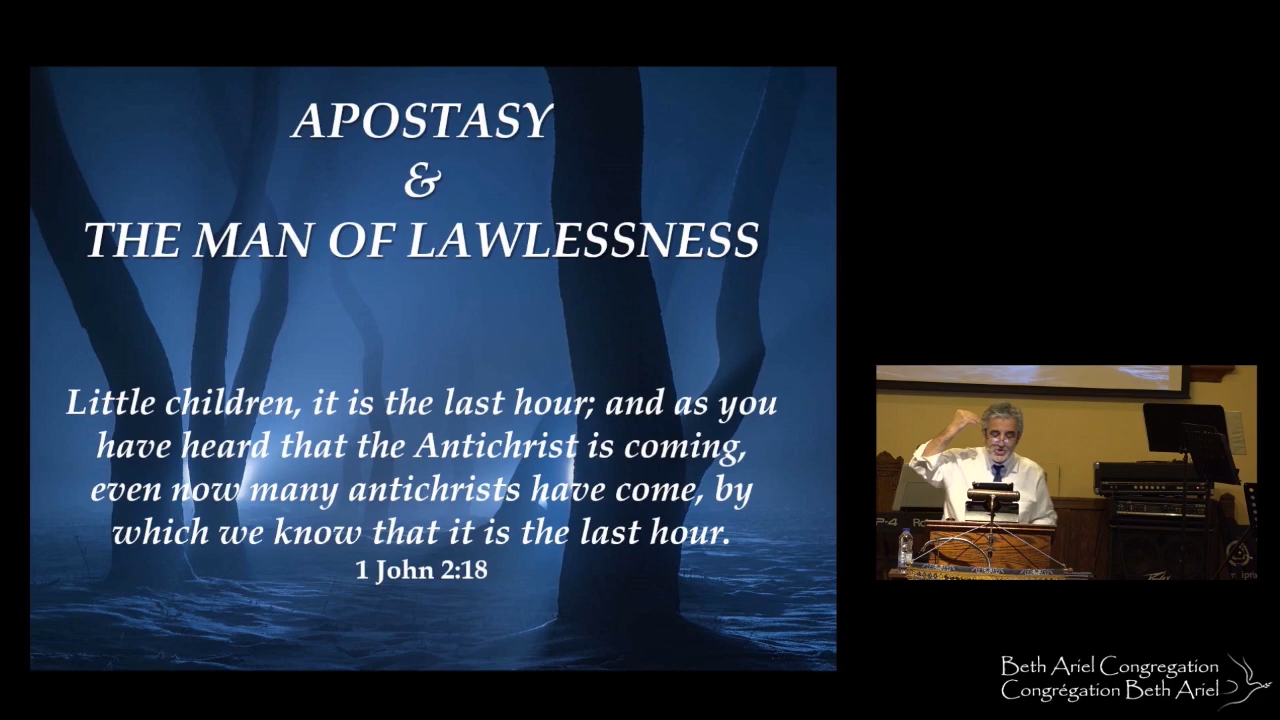 APOSTASY
&
THE MAN OF LAWLESSNESS
Little children, it is the last hour; and as you
have heard that the Antichrist is coming,
even now many antichrists have come, by
which we know that it is the last hour.
1 John 2:18
Peavey
Beth Ariel Congregation
Congrégation Beth Ariel